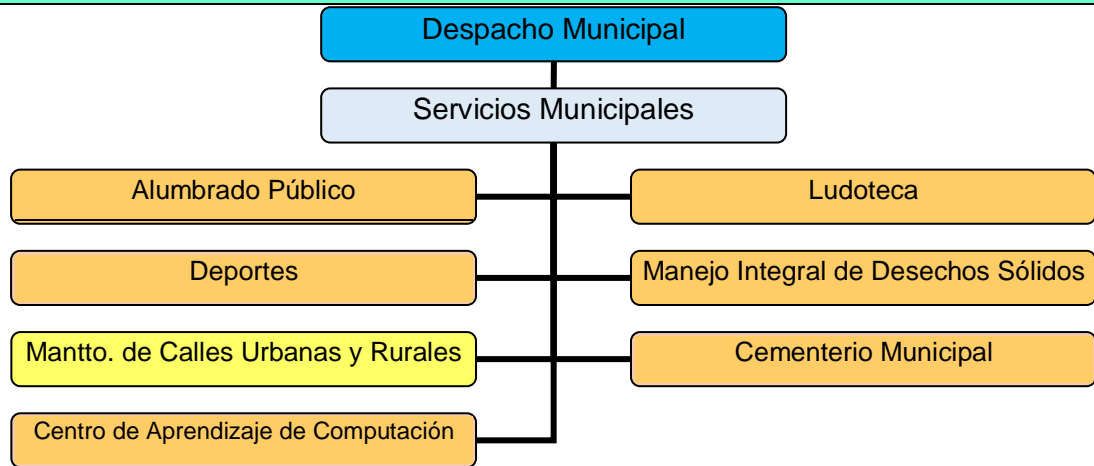 Despacho Municipal
Servicios Municipales
Alumbrado Público
Ludoteca
Deportes
Manejo Integral de Desechos Sólidos
Mantto. de Calles Urbanas y Rurales
Cementerio Municipal
Centro de Aprendizaje de Computación